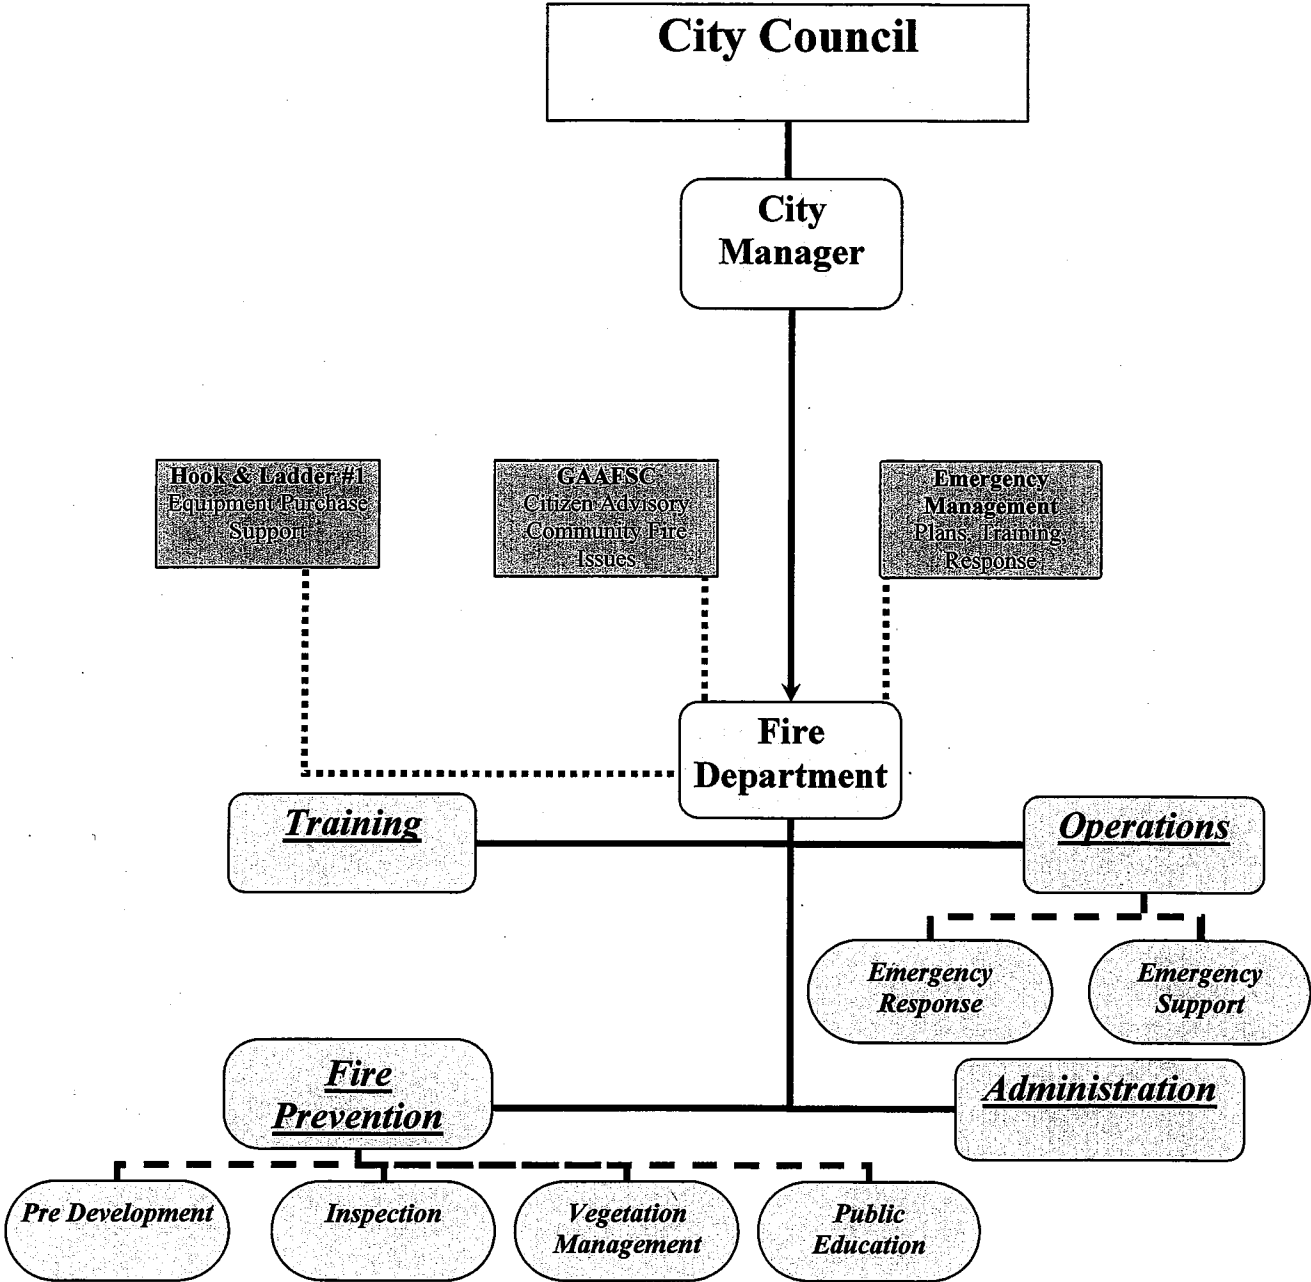 City Council
City
Manager
Hook & Ladder #1
Equipment Purchase
Support
GAAFSC
Citizen Advisory
Community Fire
Issues
Emergency
Management
Plans, Training,
Response
Fire
Department
Training
Operations
Emergency
Response
Emergency
Support
Fire
Prevention
Administration
Pre Development
Inspection
Vegetation
Management
Public
Education